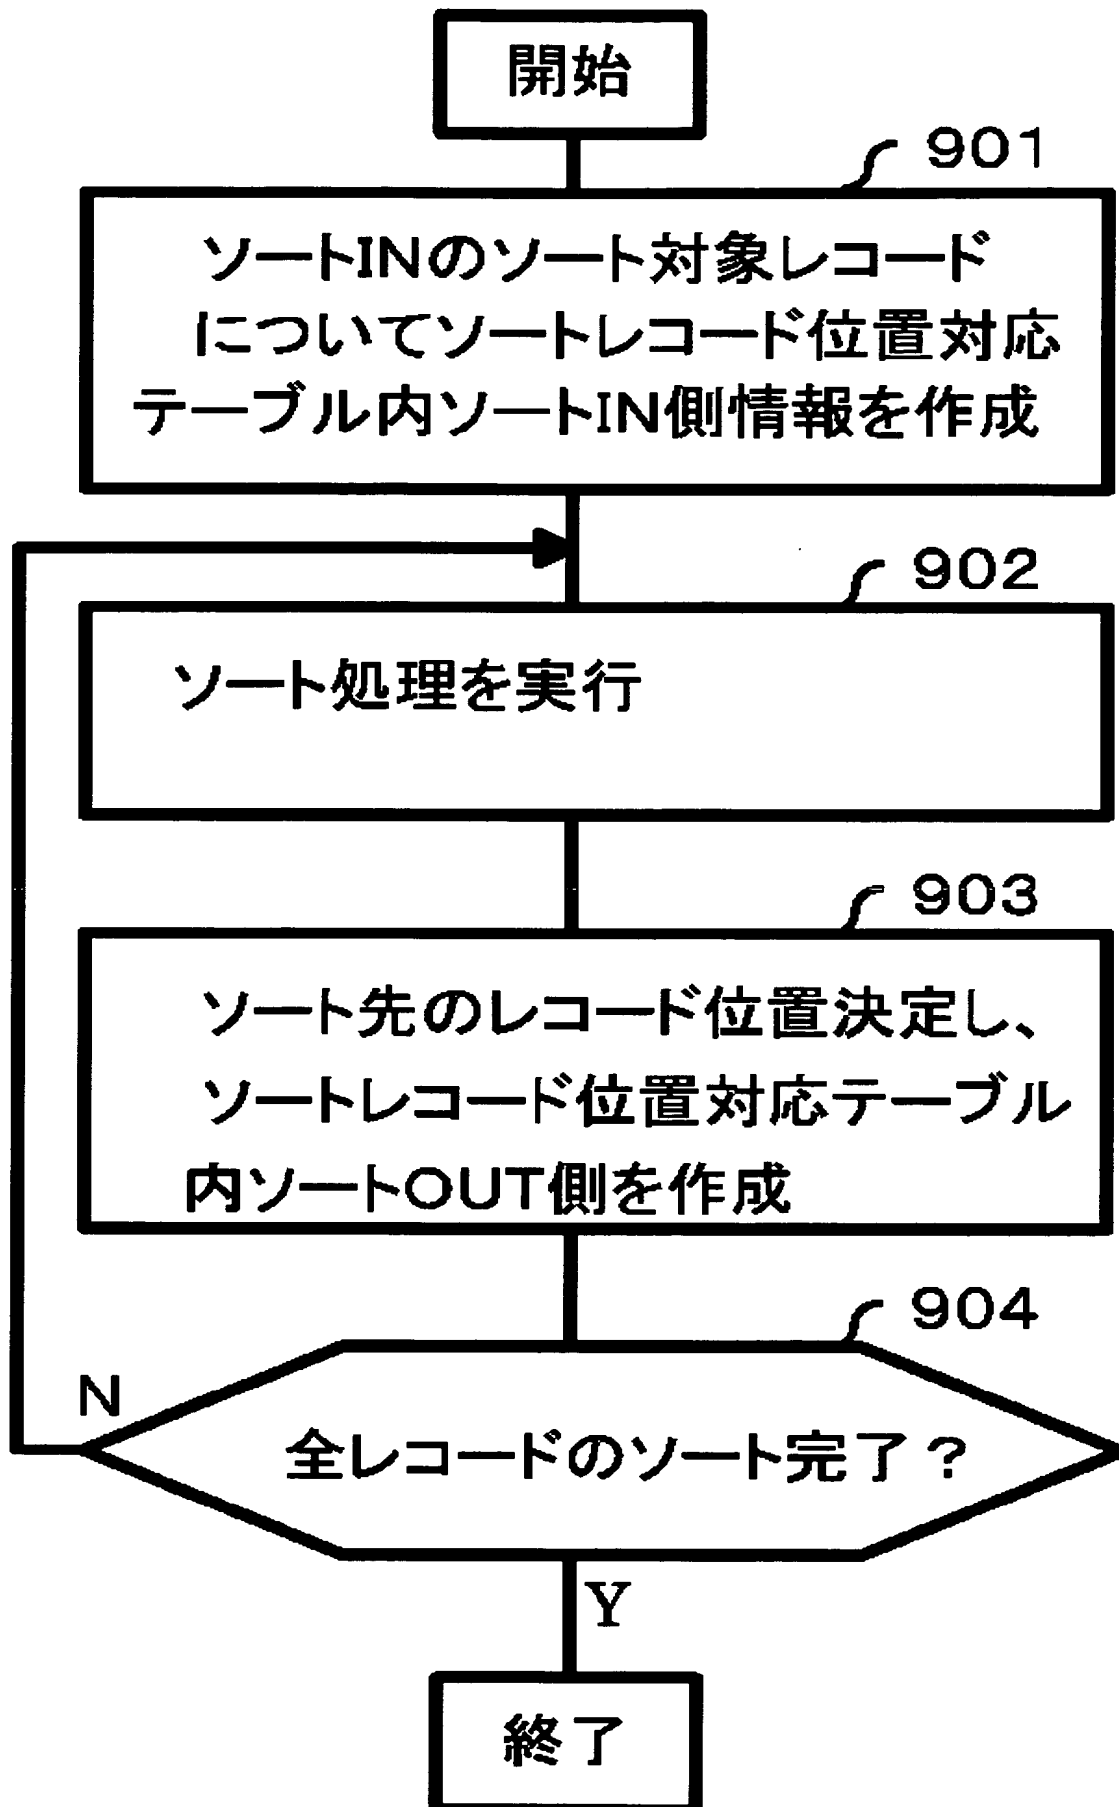 開始
901
ソートINのソート対象レコード
についてソートレコード位置対応
テーブル内ソートIN側情報を作成
902
ソート処理を実行
903
ソート先のレコード位置決定し、
ソートレコード位置対応テーブル
内ソートOUT側を作成
904
N
全レコードのソート完了？
Y
終了